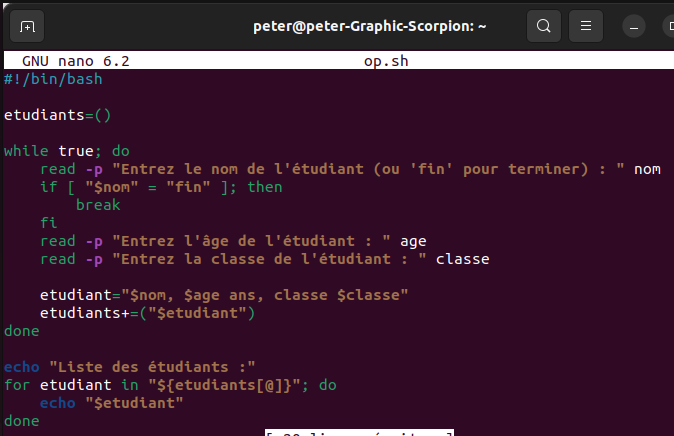 peter@peter-Graphic-Scorpion: ~
GNU nano 6.2 op.sh
#!/bin/bash
etudiants=()
while true; do
read -p "Entrez le nom de l'étudiant (ou 'fin' pour terminer) : " nom
if [ "$nom" = "fin" ]; then
break
fi
read -p "Entrez l'âge de l'étudiant : " age
read -p "Entrez la classe de l'étudiant : " classe
etudiant="$nom, $age ans, classe $classe"
etudiants+=("$etudiant")
done
echo "Liste des étudiants :"
for etudiant in "${etudiants[@]}"; do
echo "$etudiant"
done